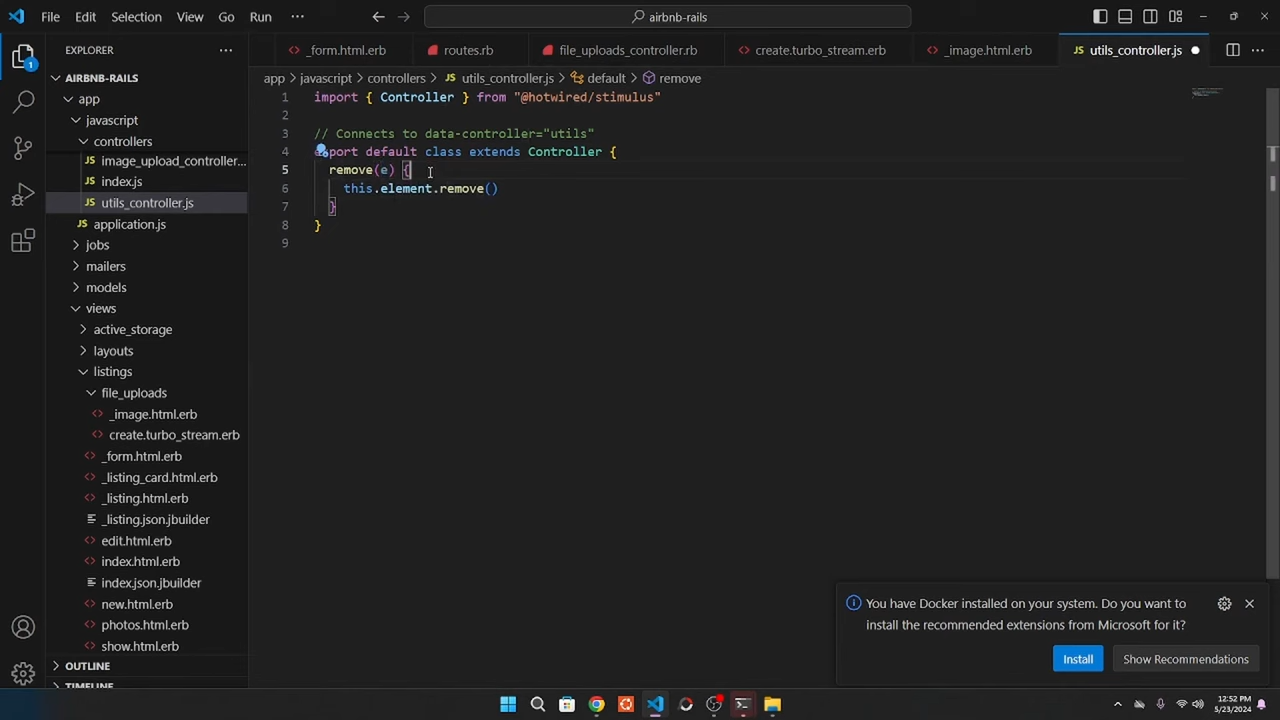 File Edit Selection View Go Run ··· airbnb-rails
EXPLORER ···
_form.html.erb routes.rb file_uploads_controller.rb create.turbo_stream.erb _image.html.erb utils_controller.js ···
AIRBNB-RAILS
app
javascript
controllers
image_upload_controller...
index.js
utils_controller.js
application.js
jobs
mailers
models
views
active_storage
layouts
listings
file_uploads
_image.html.erb
create.turbo_stream.erb
_form.html.erb
_listing_card.html.erb
_listing.html.erb
_listing.json.jbuilder
edit.html.erb
index.html.erb
index.json.jbuilder
new.html.erb
photos.html.erb
show.html.erb
OUTLINE
TIMELINE
1
app > javascript > controllers > JS utils_controller.js > default > remove
1 import { Controller } from "@hotwired/stimulus"
2
3 // Connects to data-controller="utils"
4 export default class extends Controller {
5 remove(e) {
6 this.element.remove()
7 }
8 }
9
You have Docker installed on your system. Do you want to
install the recommended extensions from Microsoft for it?
Install Show Recommendations
12:52 PM
5/23/2024